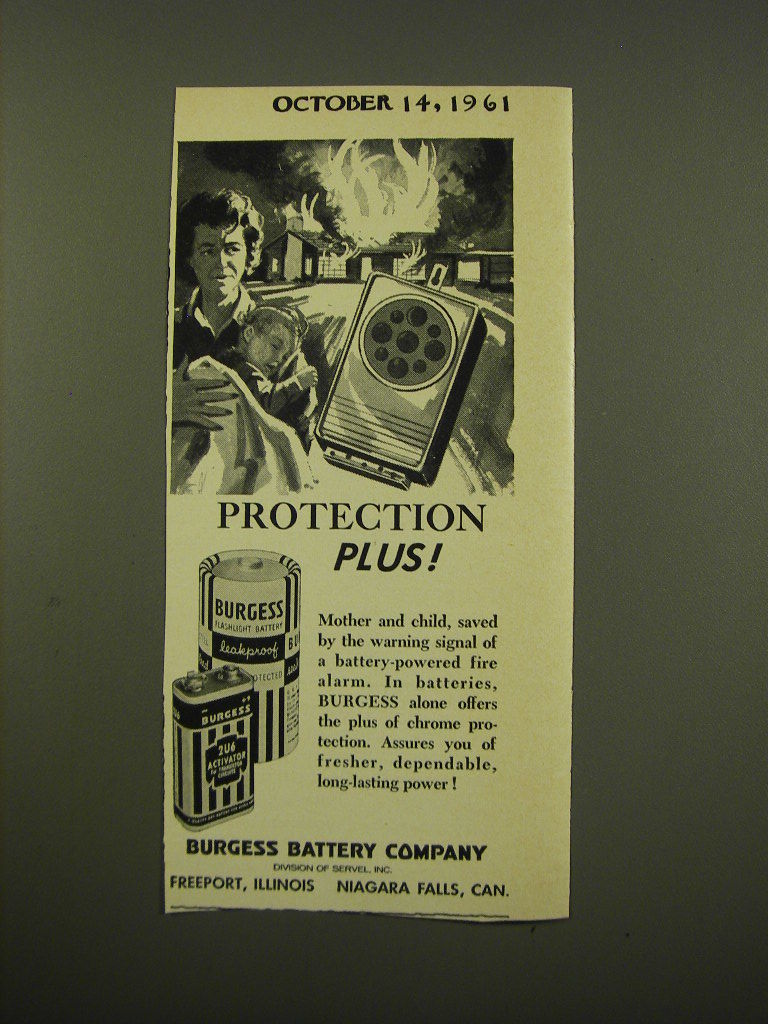 OCTOBER 14, 1961
PROTECTION
PLUS!
BURGESS
FLASHLIGHT BATTERY
leakproof
BURGESS
2U6
ACTIVATOR
Mother and child, saved
by the warning signal of
a battery-powered fire
alarm. In batteries,
BURGESS alone offers
the plus of chrome pro-
tection. Assures you of
fresher, dependable,
long-lasting power!
BURGESS BATTERY COMPANY
DIVISION OF SERVEL, INC.
FREEPORT, ILLINOIS NIAGARA FALLS, CAN.